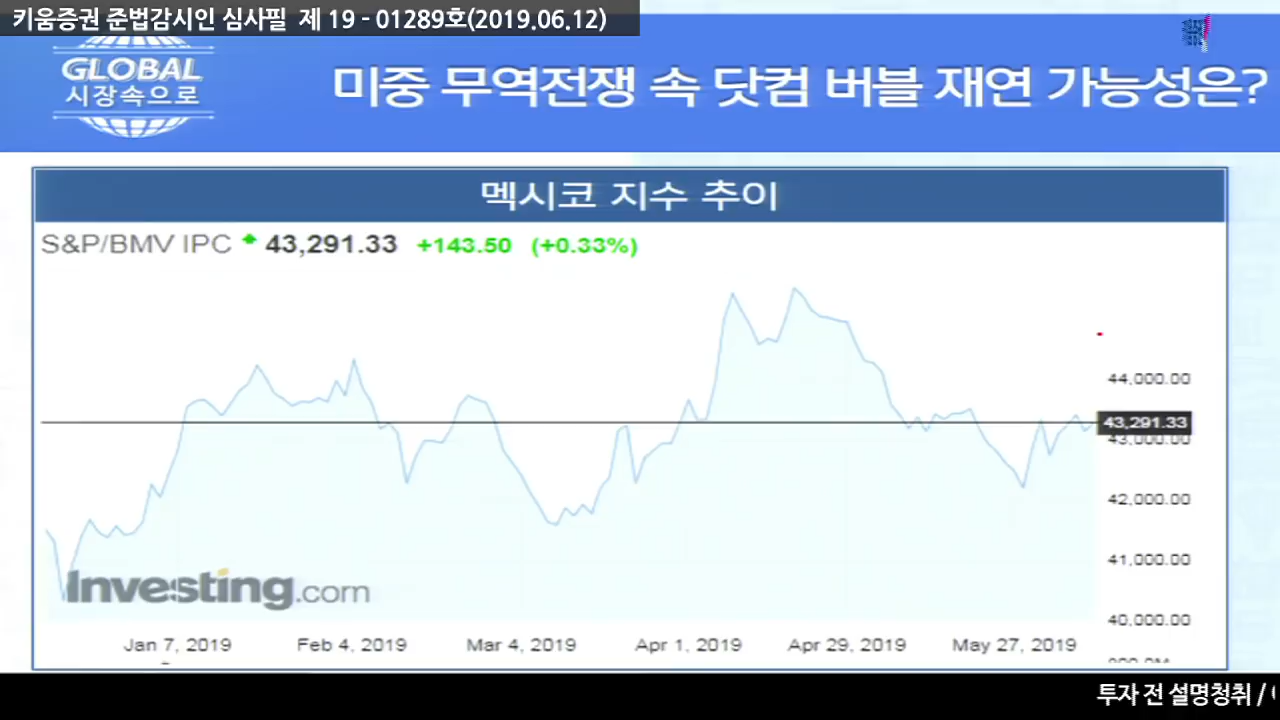 키움증권 준법감시인 심사필 제 19 - 01289호(2019.06.12)
GLOBAL
시장속으로
미중 무역전쟁 속 닷컴 버블 재연 가능성은?
멕시코 지수 추이
S&P/BMV IPC 43,291.33 +143.50 (+0.33%)
44,000.00
43,291.33
43,000.00
42,000.00
41,000.00
Investing.com
40,000.00
Jan 7, 2019 Feb 4, 2019 Mar 4, 2019 Apr 1, 2019 Apr 29, 2019 May 27, 2019
투자 전 설명청취 /